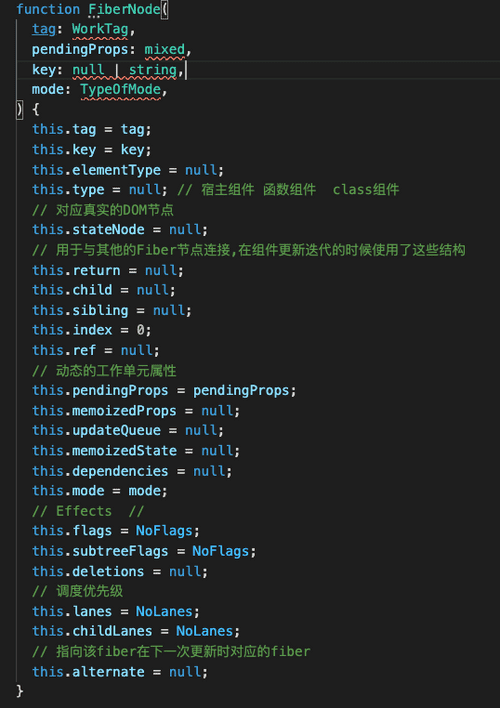 function FiberNode(
tag: WorkTag,
pendingProps: mixed,
key: null | string,
mode: TypeOfMode,
) {
this.tag = tag;
this.key = key;
this.elementType = null;
this.type = null; // 宿主组件 函数组件  class组件
// 对应真实的DOM节点
this.stateNode = null;
// 用于与其他的Fiber节点连接,在组件更新迭代的时候使用了这些结构
this.return = null;
this.child = null;
this.sibling = null;
this.index = 0;
this.ref = null;
// 动态的工作单元属性
this.pendingProps = pendingProps;
this.memoizedProps = null;
this.updateQueue = null;
this.memoizedState = null;
this.dependencies = null;
this.mode = mode;
// Effects  //
this.flags = NoFlags;
this.subtreeFlags = NoFlags;
this.deletions = null;
// 调度优先级
this.lanes = NoLanes;
this.childLanes = NoLanes;
// 指向该fiber在下一次更新时对应的fiber
this.alternate = null;
}